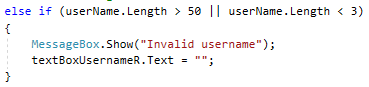 else if (userName.Length > 50 || userName.Length < 3)
{
    MessageBox.Show("Invalid username");
    textBoxUsernameR.Text = "";
}